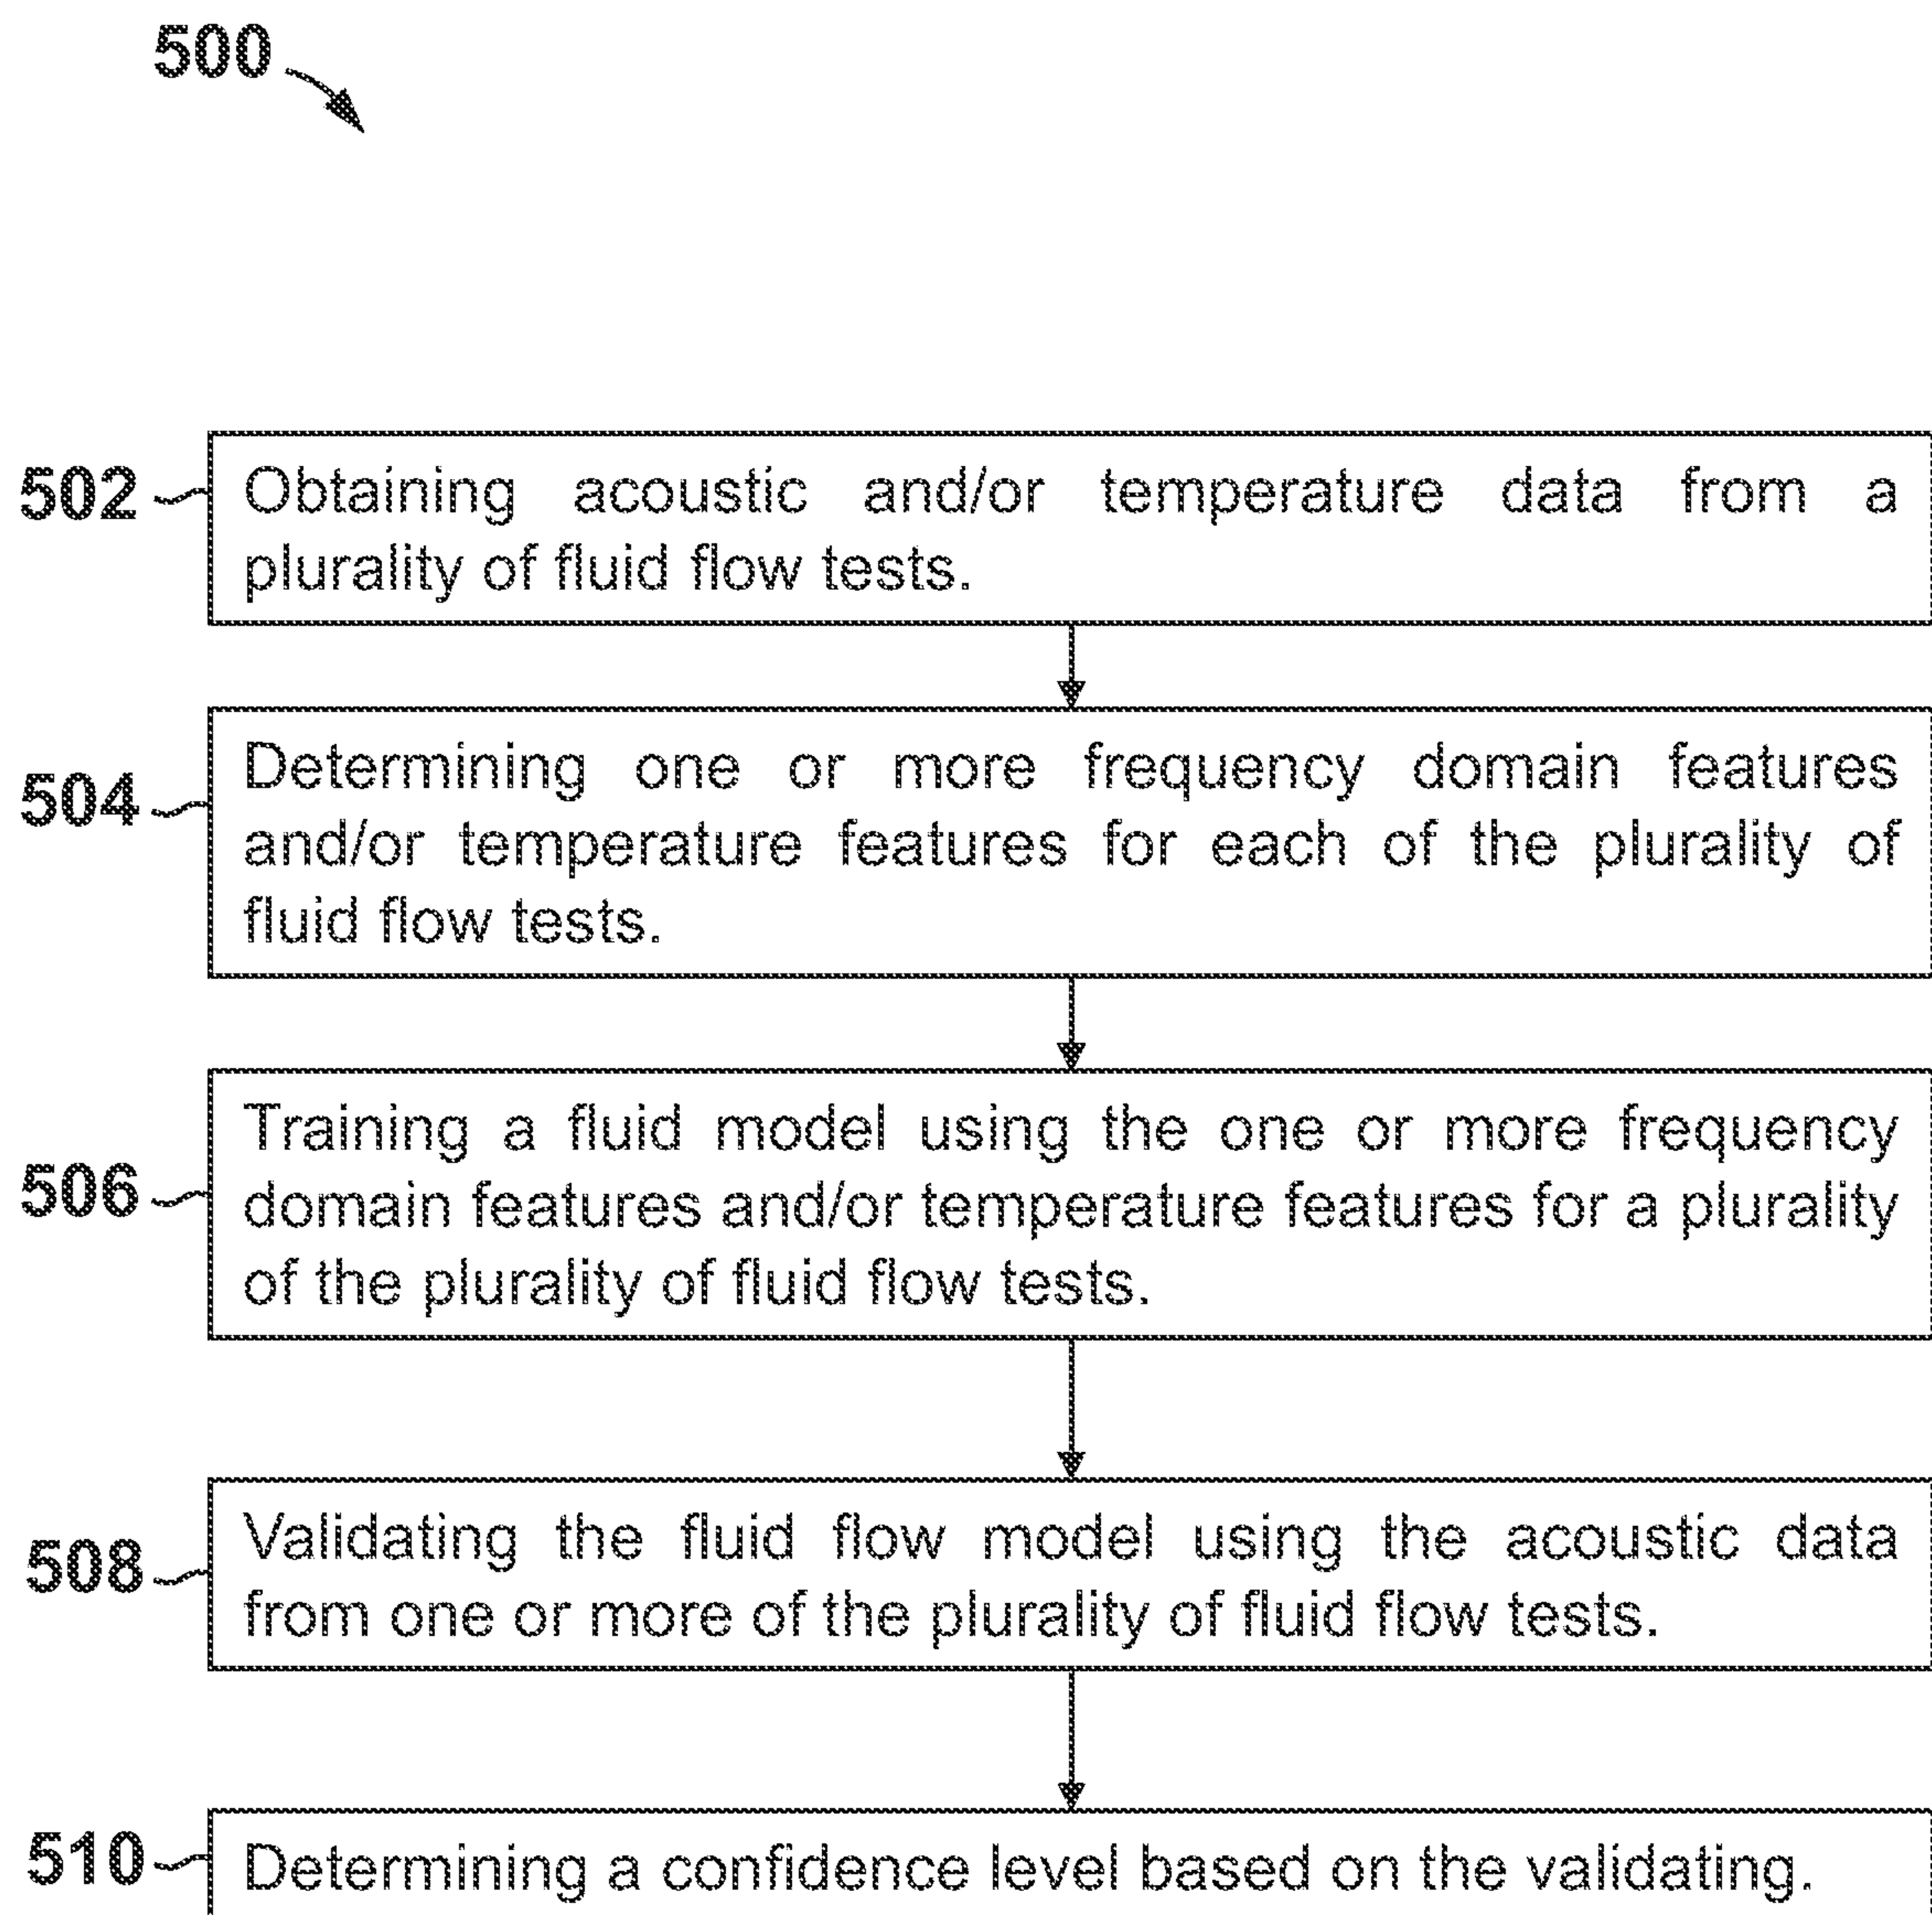 500
502
Obtaining acoustic and/or temperature data from a
plurality of fluid flow tests.
504
Determining one or more frequency domain features
and/or temperature features for each of the plurality of
fluid flow tests.
506
Training a fluid model using the one or more frequency
domain features and/or temperature features for a plurality
of the plurality of fluid flow tests.
508
Validating the fluid flow model using the acoustic data
from one or more of the plurality of fluid flow tests.
510
Determining a confidence level based on the validating.